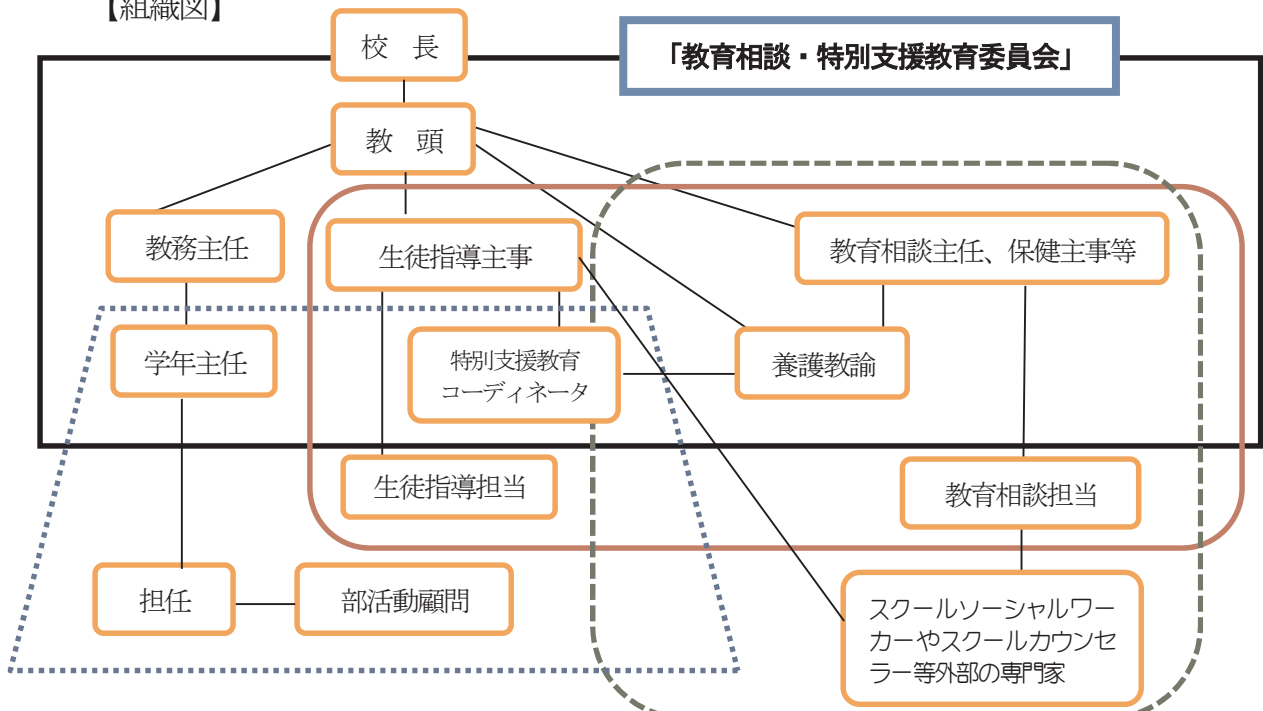 【組織図】
校　長
「教育相談・特別支援教育委員会」
教　頭
教務主任
生徒指導主事
教育相談主任、保健主事等
学年主任
特別支援教育
コーディネータ
養護教諭
生徒指導担当
教育相談担当
担任
部活動顧問
スクールソーシャルワー
カーやスクールカウンセ
ラー等外部の専門家